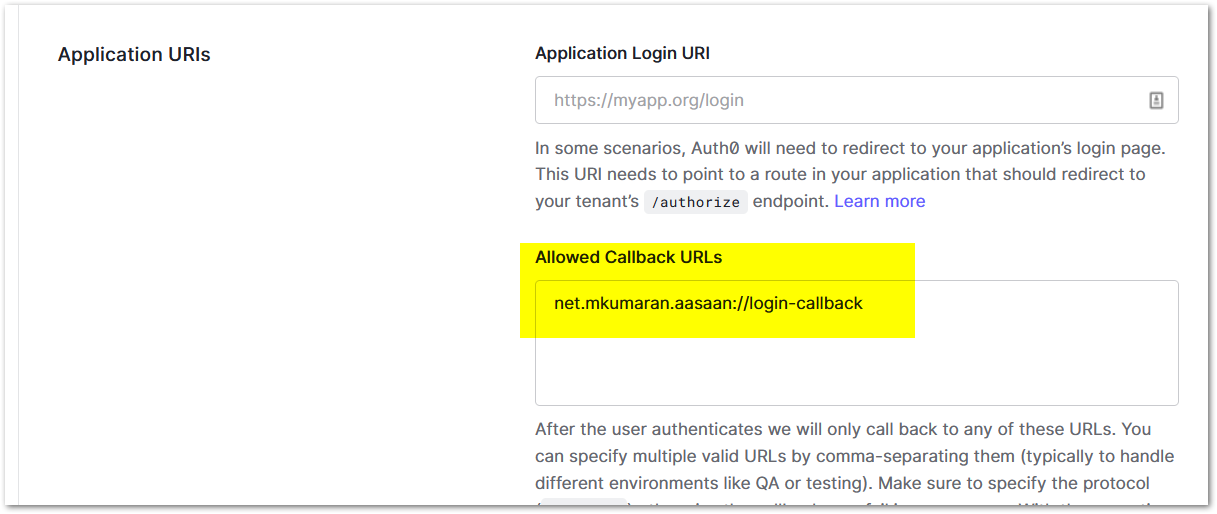 Application URIs
Application Login URI
https://myapp.org/login
In some scenarios, Auth0 will need to redirect to your application's login page.
This URI needs to point to a route in your application that should redirect to
your tenant's /authorize endpoint. Learn more
Allowed Callback URLs
net.mkumaran.aasaan://login-callback
After the user authenticates we will only call back to any of these URLs. You
can specify multiple valid URLs by comma-separating them (typically to handle
different environments like QA or testing). Make sure to specify the protocol